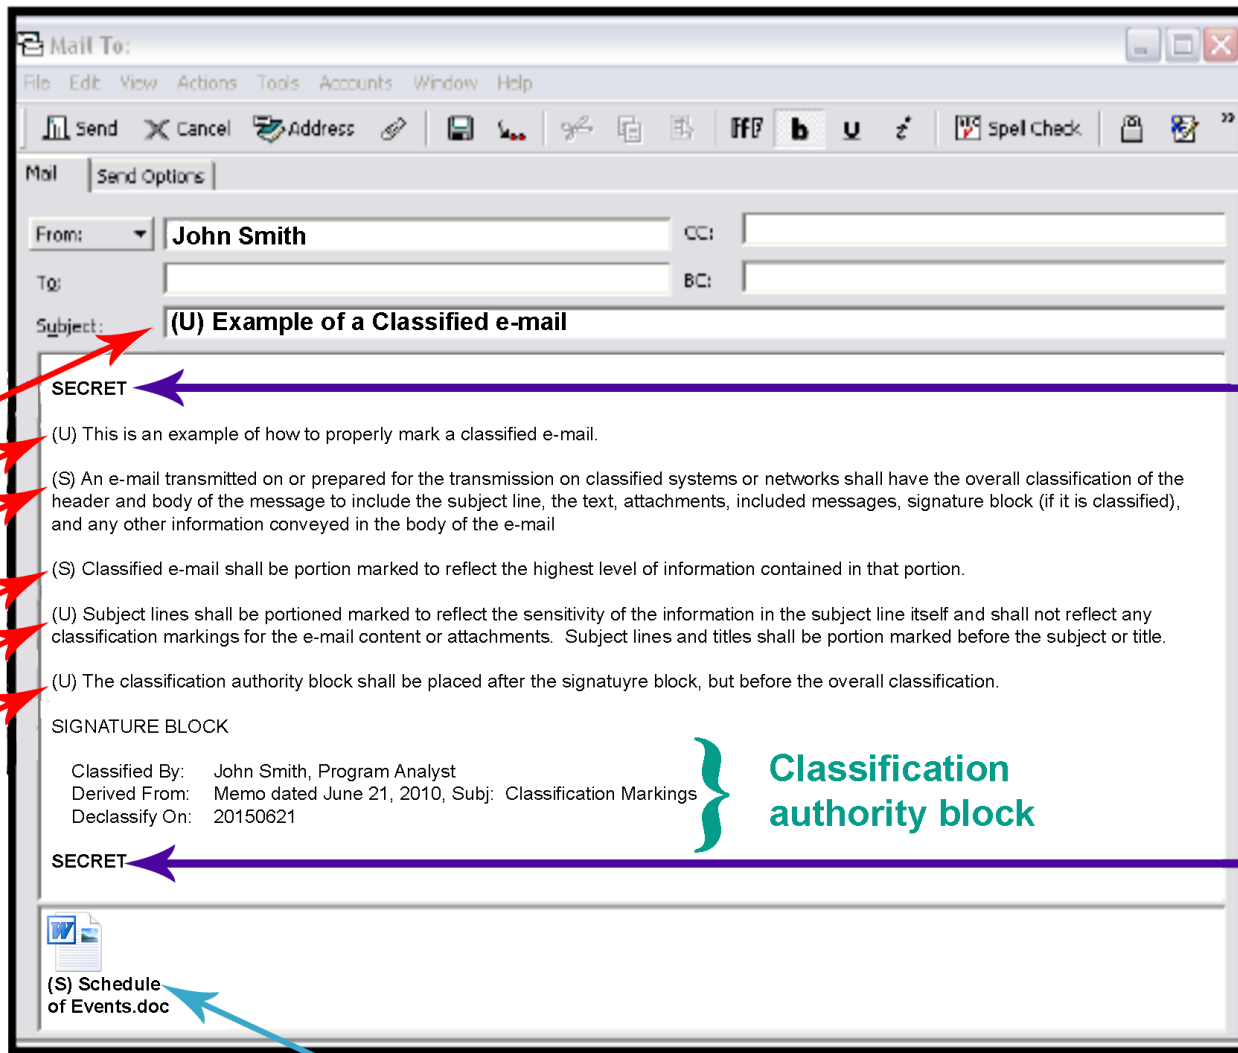 Mail To:
File Edit View Actions Tools Accounts Window Help
Send Cancel Address b u Spell Check »
Mail Send Options
From: John Smith CC:
To: BC:
Subject: (U) Example of a Classified e-mail
SECRET
(U) This is an example of how to properly mark a classified e-mail.
(S) An e-mail transmitted on or prepared for the transmission on classified systems or networks shall have the overall classification of the
header and body of the message to include the subject line, the text, attachments, included messages, signature block (if it is classified),
and any other information conveyed in the body of the e-mail
(S) Classified e-mail shall be portion marked to reflect the highest level of information contained in that portion.
(U) Subject lines shall be portioned marked to reflect the sensitivity of the information in the subject line itself and shall not reflect any
classification markings for the e-mail content or attachments. Subject lines and titles shall be portion marked before the subject or title.
(U) The classification authority block shall be placed after the signatuyre block, but before the overall classification.
SIGNATURE BLOCK
Classified By: John Smith, Program Analyst
Derived From: Memo dated June 21, 2010, Subj: Classification Markings
Declassify On: 20150621
Classification
authority block
SECRET
(S) Schedule
of Events.doc